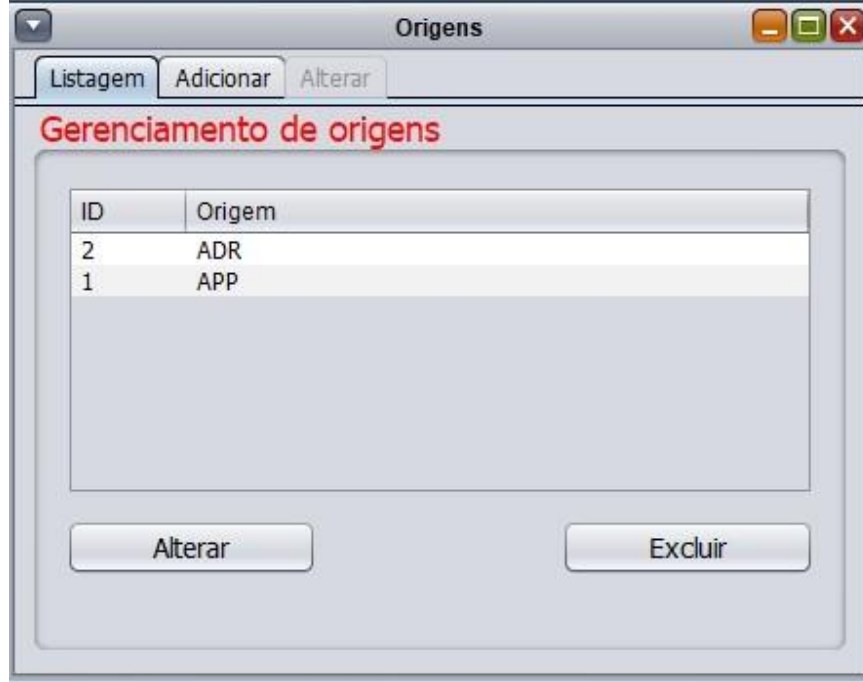 Origens
Listagem Adicionar Alterar
Gerenciamento de origens
ID Origem
2 ADR
1 APP
Alterar Excluir